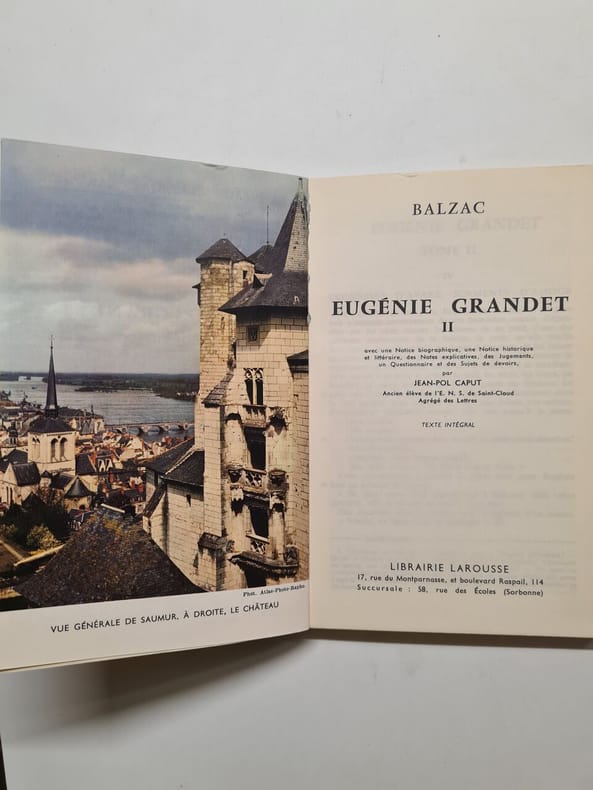 Phot. Atlas-Photo-Rapho
VUE GÉNÉRALE DE SAUMUR. À DROITE, LE CHÂTEAU
BALZAC
EUGÉNIE GRANDET
II
avec une Notice biographique, une Notice historique
et littéraire, des Notes explicatives, des Jugements,
un Questionnaire et des Sujets de devoirs,
par
JEAN-POL CAPUT
Ancien élève de l'E. N. S. de Saint-Cloud
Agrégé des Lettres
TEXTE INTÉGRAL
LIBRAIRIE LAROUSSE
17, rue du Montparnasse, et boulevard Raspail, 114
Succursale : 58, rue des Écoles (Sorbonne)